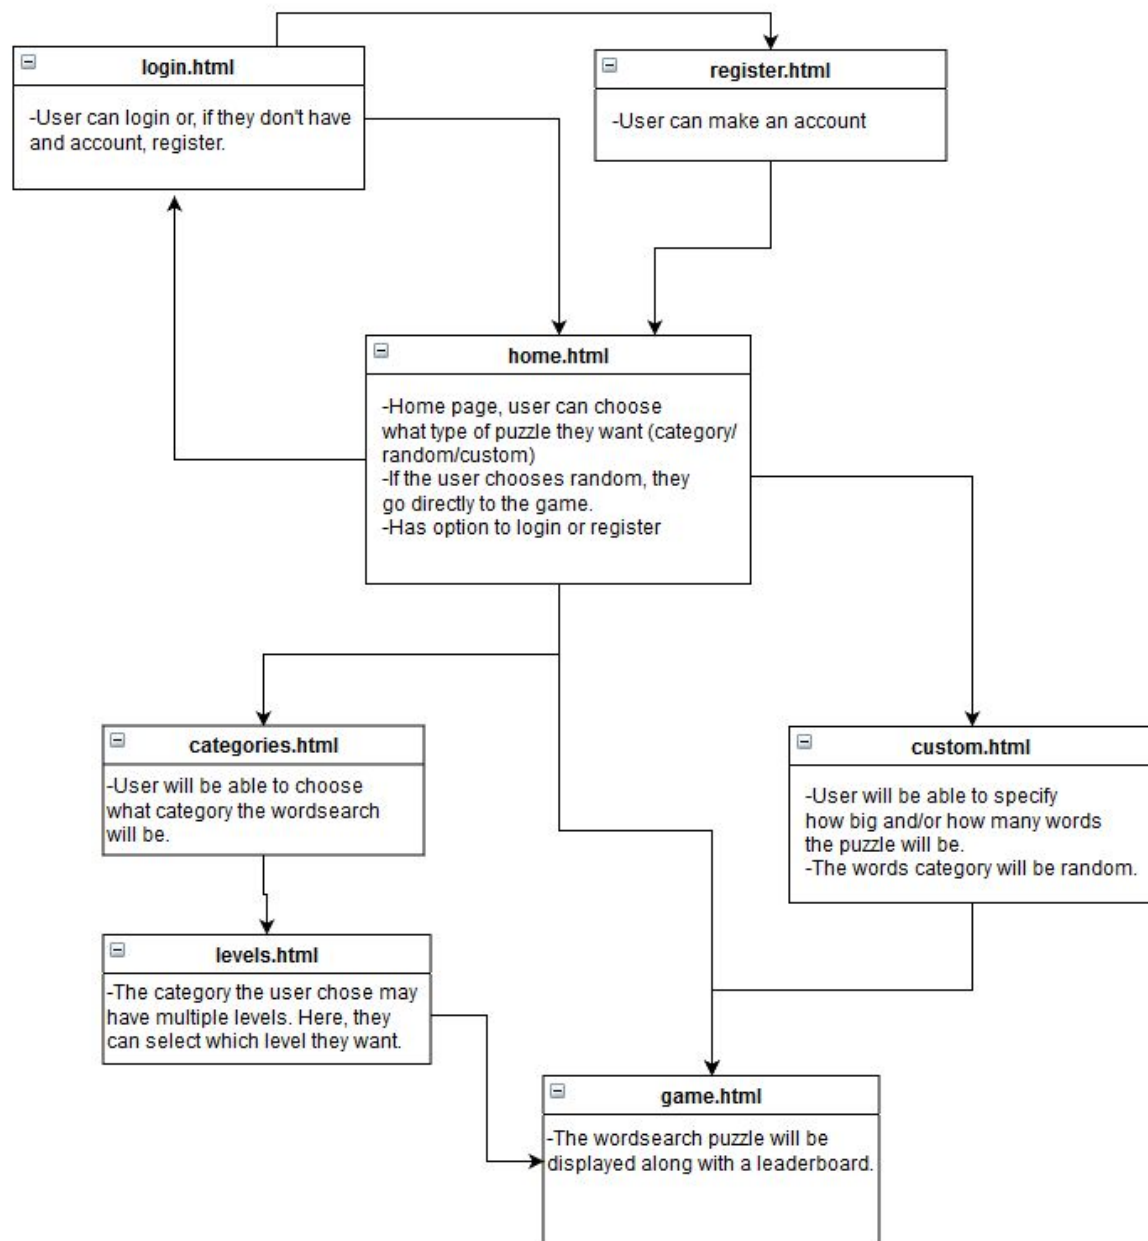 login.html
-User can login or, if they don't have
and account, register.
register.html
-User can make an account
home.html
-Home page, user can choose
what type of puzzle they want (category/
random/custom)
-If the user chooses random, they
go directly to the game.
-Has option to login or register
categories.html
-User will be able to choose
what category the wordsearch
will be.
custom.html
-User will be able to specify
how big and/or how many words
the puzzle will be.
-The words category will be random.
levels.html
-The category the user chose may
have multiple levels. Here, they
can select which level they want.
game.html
-The wordsearch puzzle will be
displayed along with a leaderboard.